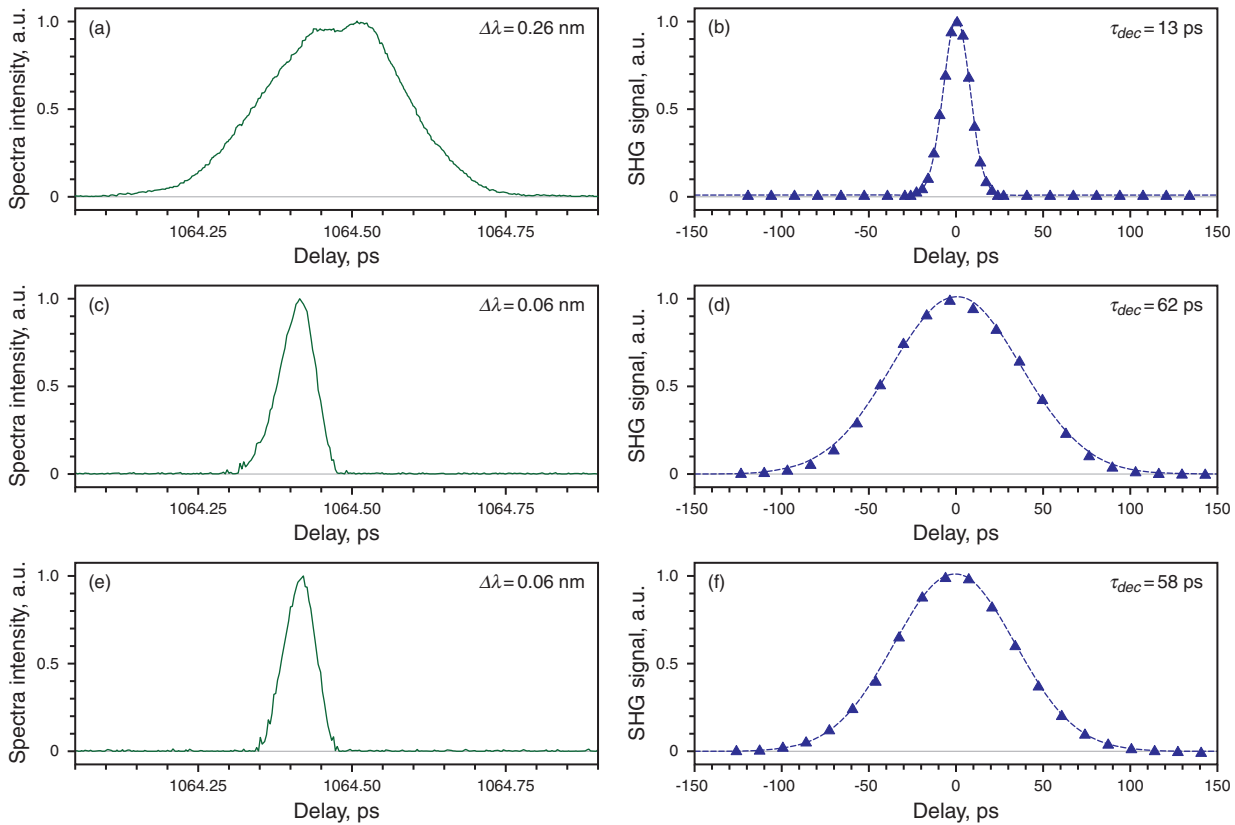 (a)
Δλ = 0.26 nm
Spectra intensity, a.u.
1.0
0.5
0
1064.25 1064.50 1064.75
Delay, ps
(b)
τdec = 13 ps
SHG signal, a.u.
1.0
0.5
0
-150 -100 -50 0 50 100 150
Delay, ps
(c)
Δλ = 0.06 nm
Spectra intensity, a.u.
1.0
0.5
0
1064.25 1064.50 1064.75
Delay, ps
(d)
τdec = 62 ps
SHG signal, a.u.
1.0
0.5
0
-150 -100 -50 0 50 100 150
Delay, ps
(e)
Δλ = 0.06 nm
Spectra intensity, a.u.
1.0
0.5
0
1064.25 1064.50 1064.75
Delay, ps
(f)
τdec = 58 ps
SHG signal, a.u.
1.0
0.5
0
-150 -100 -50 0 50 100 150
Delay, ps